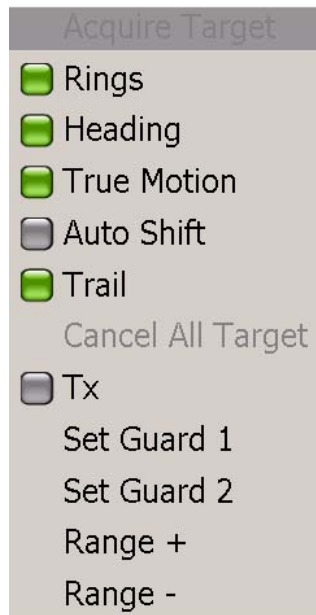 Acquire Target
Rings
Heading
True Motion
Auto Shift
Trail
Cancel All Target
Tx
Set Guard 1
Set Guard 2
Range +
Range -